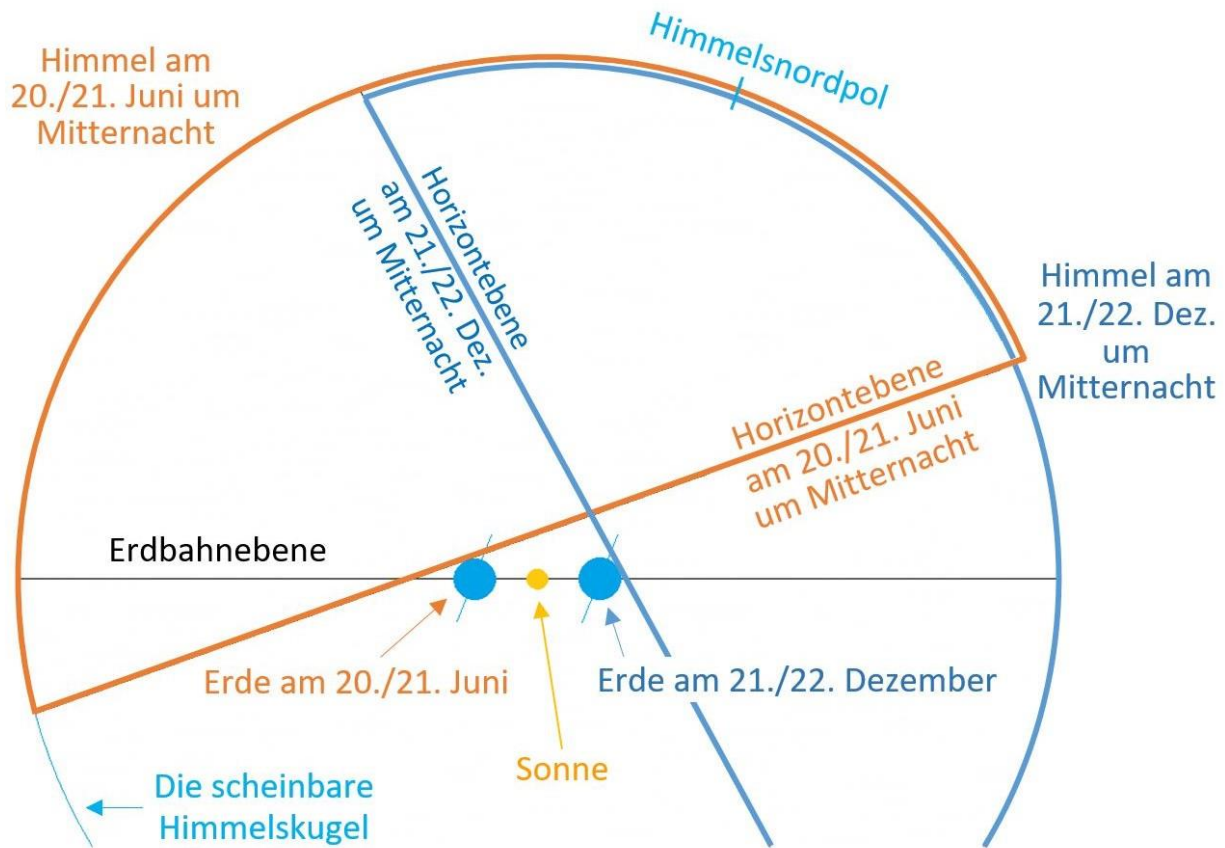 Himmelsnordpol
Himmel am
20./21. Juni um
Mitternacht
Horizontebene
am 21./22. Dez.
um Mitternacht
Himmel am
21./22. Dez.
um
Mitternacht
Horizontebene
am 20./21. Juni
um Mitternacht
Erdbahnebene
Erde am 20./21. Juni
Erde am 21./22. Dezember
Sonne
Die scheinbare
Himmelskugel